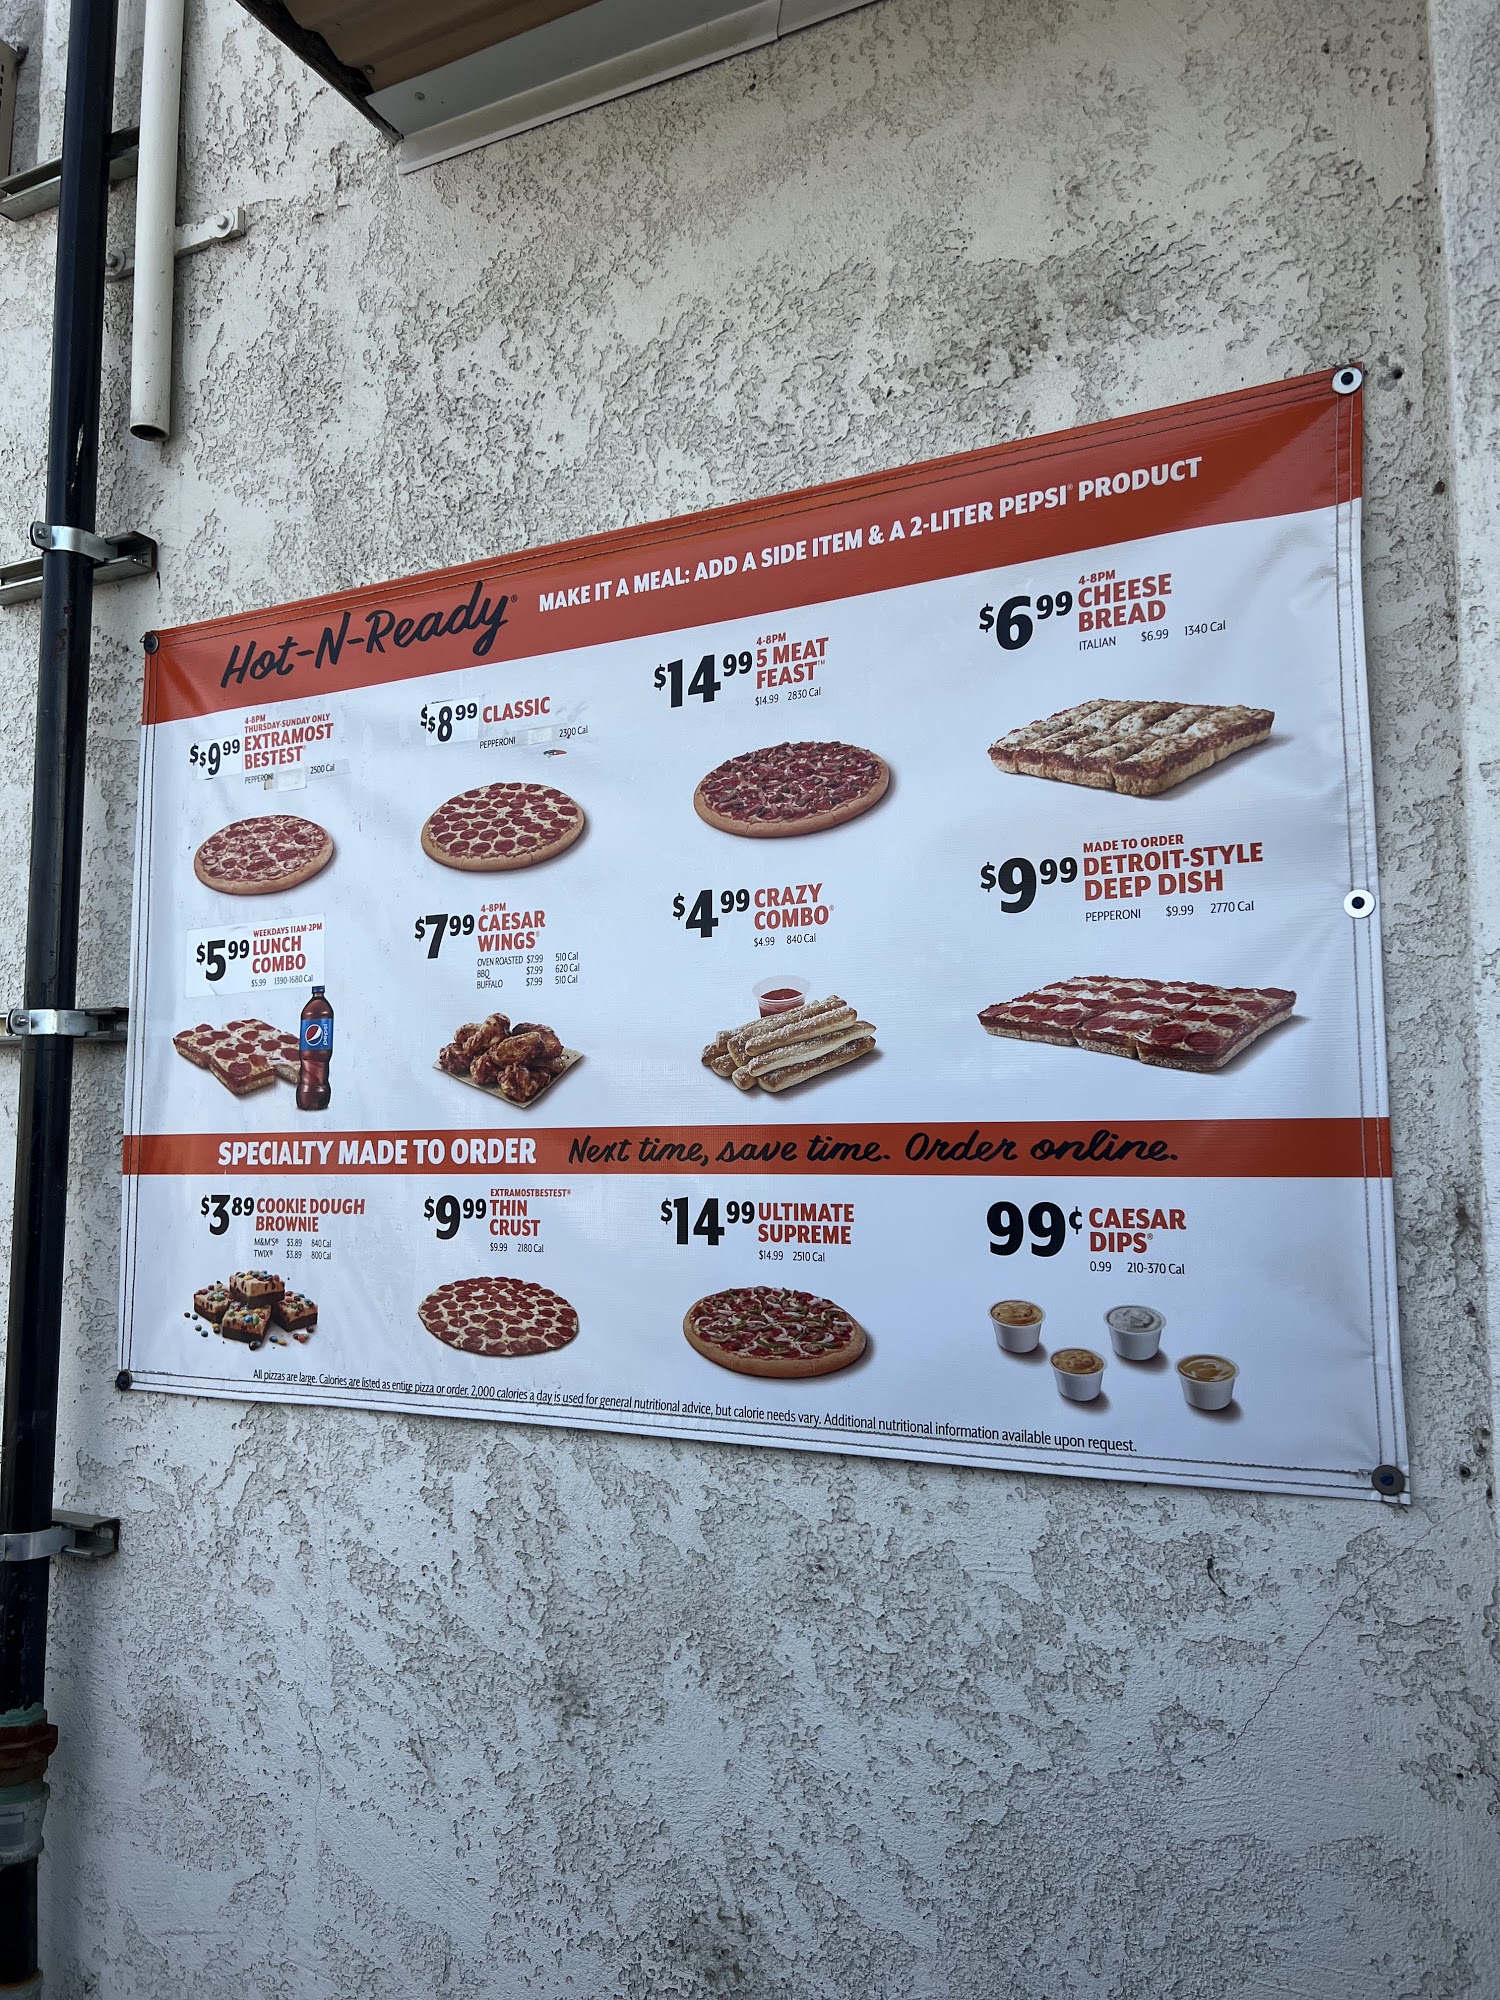 Hot-N-Ready® MAKE IT A MEAL: ADD A SIDE ITEM & A 2-LITER PEPSI® PRODUCT
4-8PM
THURSDAY-SUNDAY ONLY
$$9.99 EXTRAMOST
BESTEST®
PEPPERONI 2500 Cal
$$8.99 CLASSIC
PEPPERONI 2300 Cal
4-8PM
$14.99 5 MEAT
FEAST™
$14.99 2830 Cal
4-8PM
$6.99 CHEESE
BREAD
ITALIAN $6.99 1340 Cal
WEEKDAYS 11AM-2PM
$5.99 LUNCH
COMBO
$5.99 1390-1680 Cal
pepsi
4-8PM
$7.99 CAESAR
WINGS®
OVEN ROASTED $7.99 510 Cal
BBQ $7.99 620 Cal
BUFFALO $7.99 510 Cal
$4.99 CRAZY
COMBO®
$4.99 840 Cal
MADE TO ORDER
$9.99 DETROIT-STYLE
DEEP DISH
PEPPERONI $9.99 2770 Cal
SPECIALTY MADE TO ORDER Next time, save time. Order online.
$3.89 COOKIE DOUGH
BROWNIE
M&M'S® $3.89 840 Cal
TWIX® $3.89 800 Cal
EXTRAMOSTBESTEST®
$9.99 THIN
CRUST
$9.99 2180 Cal
$14.99 ULTIMATE
SUPREME
$14.99 2510 Cal
99¢ CAESAR
DIPS®
0.99 210-370 Cal
All pizzas are large. Calories are listed as entire pizza or order. 2,000 calories a day is used for general nutritional advice, but calorie needs vary. Additional nutritional information available upon request.